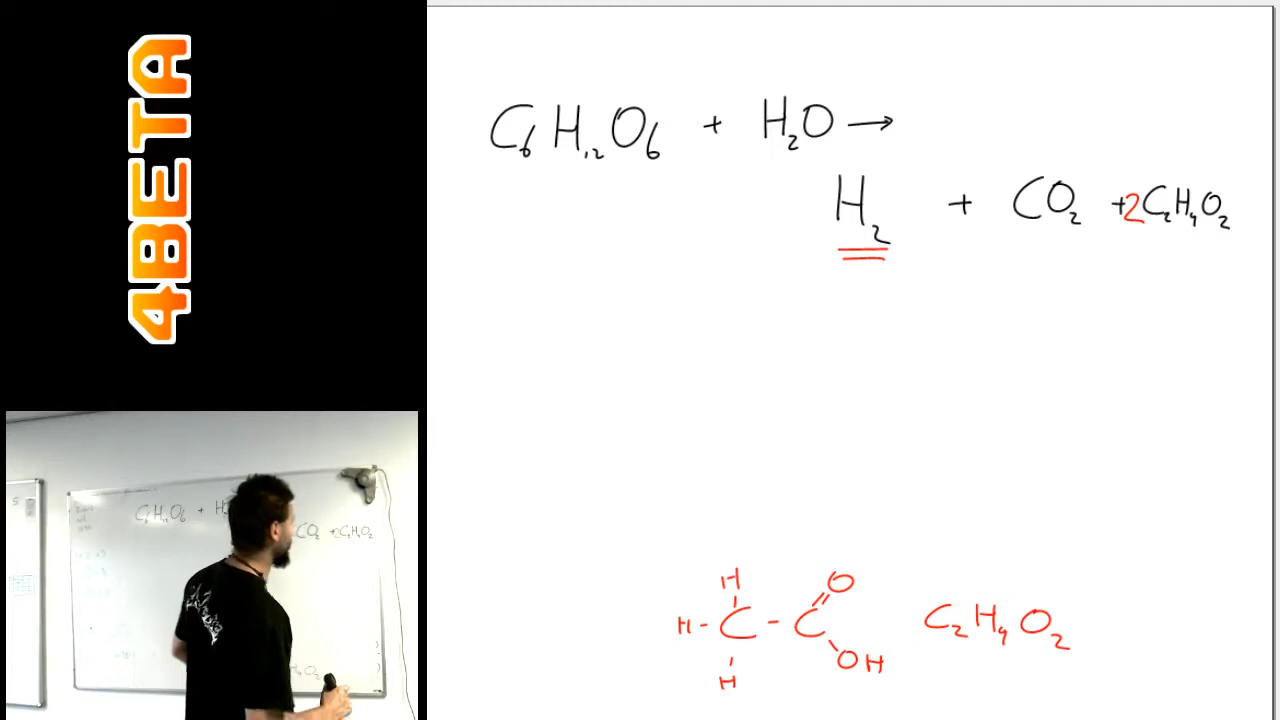 4BETA
C₆H₁₂O₆ + H₂O →
H₂ + CO₂ + 2C₂H₄O₂
H O
H - C - C C₂H₄O₂
H OH